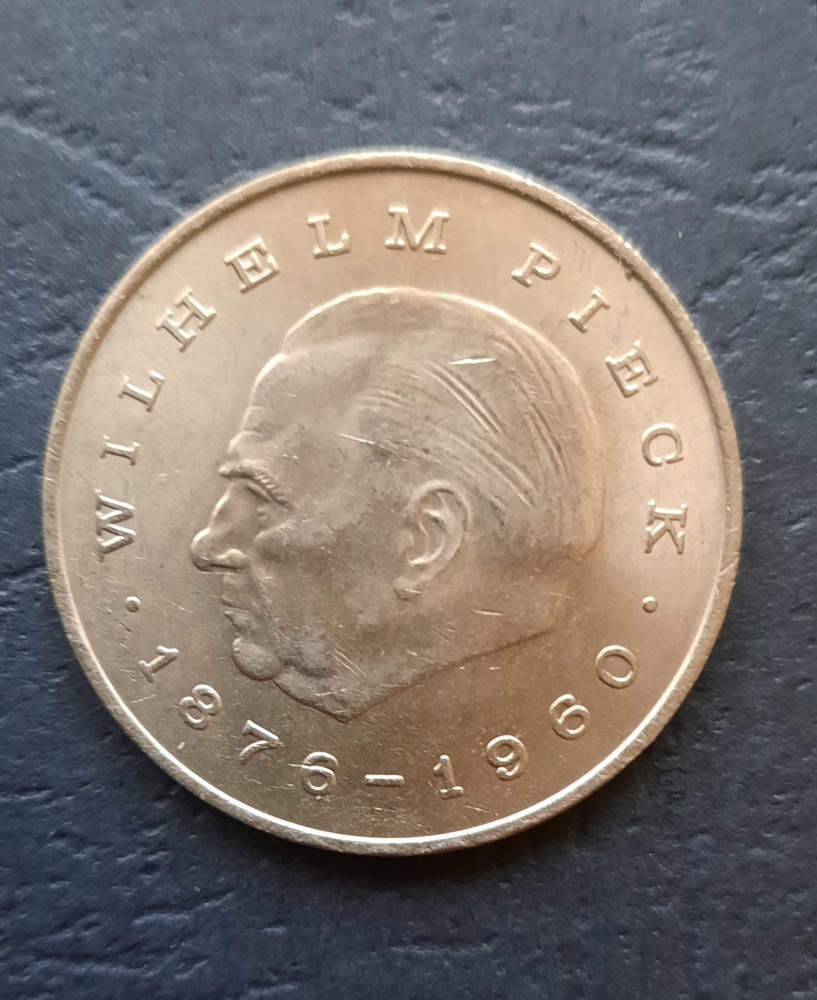 WILHELM PIECK
· 1876-1960 ·